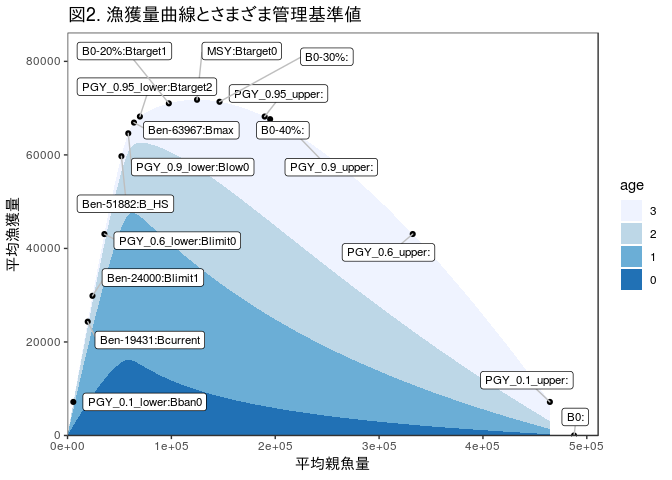 図2. 漁獲量曲線とさまざま管理基準値
B0-20%:Btarget1
MSY:Btarget0
B0-30%:
PGY_0.95_lower:Btarget2
PGY_0.95_upper:
Ben-63967:Bmax
B0-40%:
PGY_0.9_lower:Blow0
PGY_0.9_upper:
Ben-51882:B_HS
PGY_0.6_lower:Blimit0
PGY_0.6_upper:
Ben-24000:Blimit1
Ben-19431:Bcurrent
PGY_0.1_upper:
PGY_0.1_lower:Bban0
B0:
80000
60000
40000
20000
0
平均漁獲量
0e+00 1e+05 2e+05 3e+05 4e+05 5e+05
平均親魚量
age
3
2
1
0